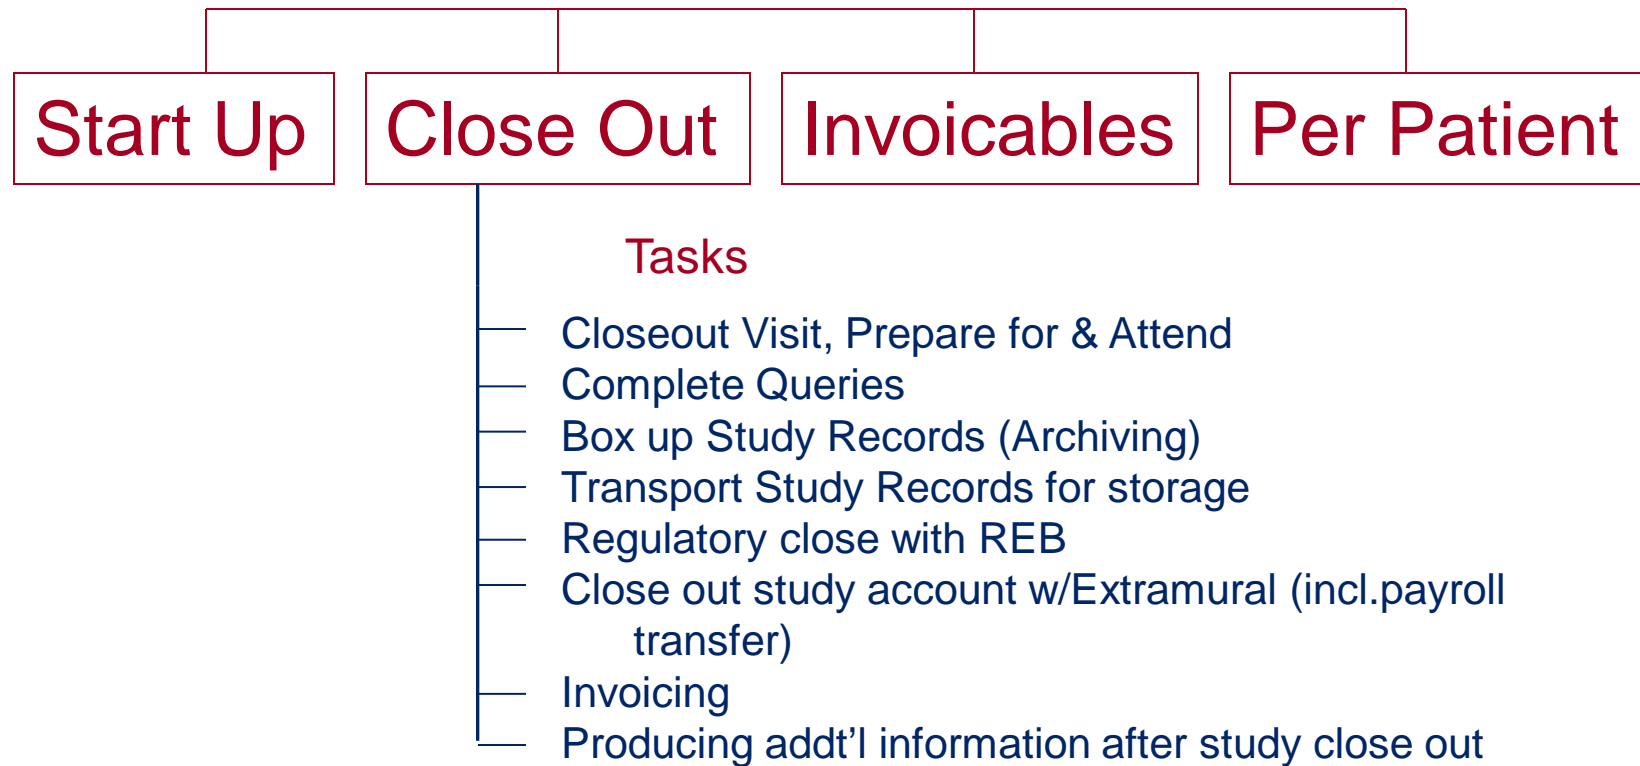 Start Up
Close Out
Invoicables
Per Patient
Tasks
Closeout Visit, Prepare for & Attend
Complete Queries
Box up Study Records (Archiving)
Transport Study Records for storage
Regulatory close with REB
Close out study account w/Extramural (incl.payroll
transfer)
Invoicing
Producing addt’l information after study close out